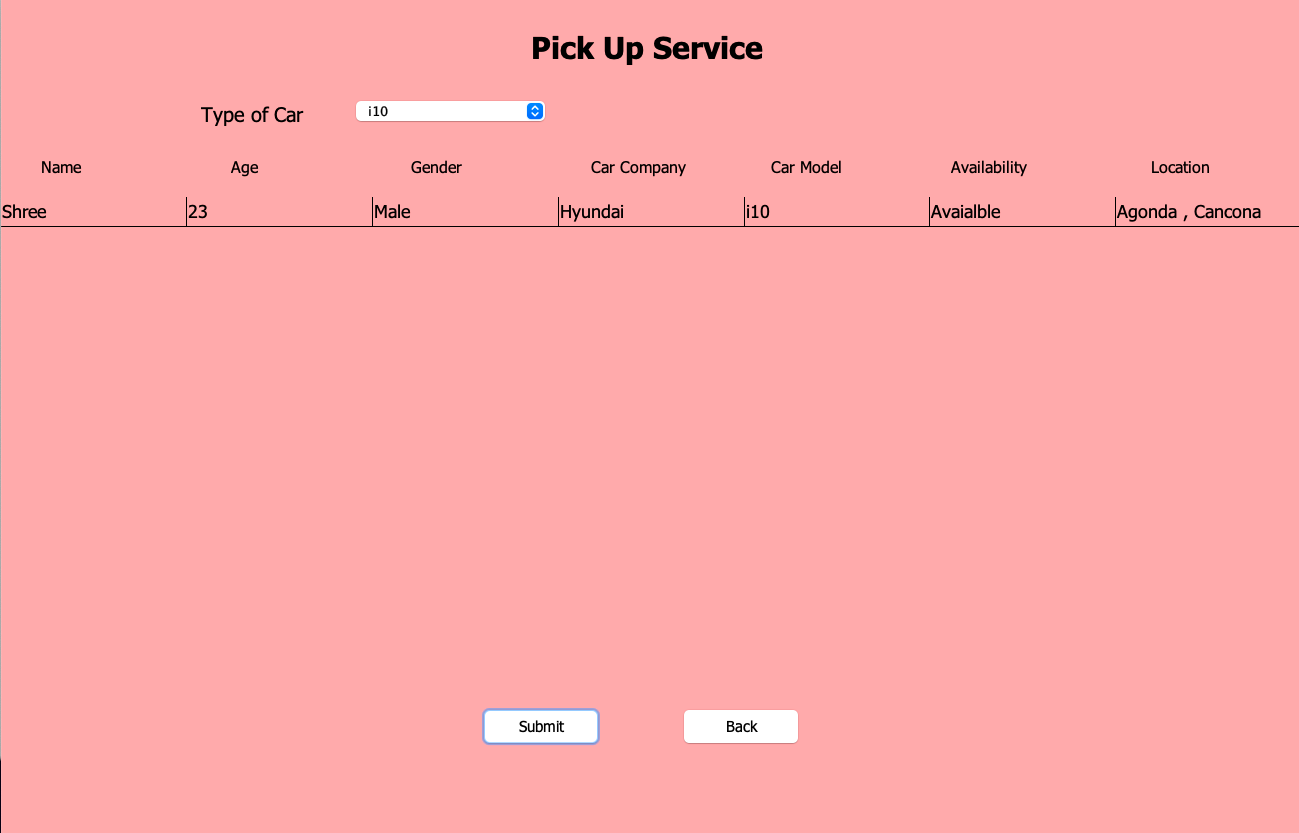 Pick Up Service
Type of Car i10
Name Age Gender Car Company Car Model Availability Location
Shree 23 Male Hyundai i10 Avaialble Agonda , Cancona
Submit Back